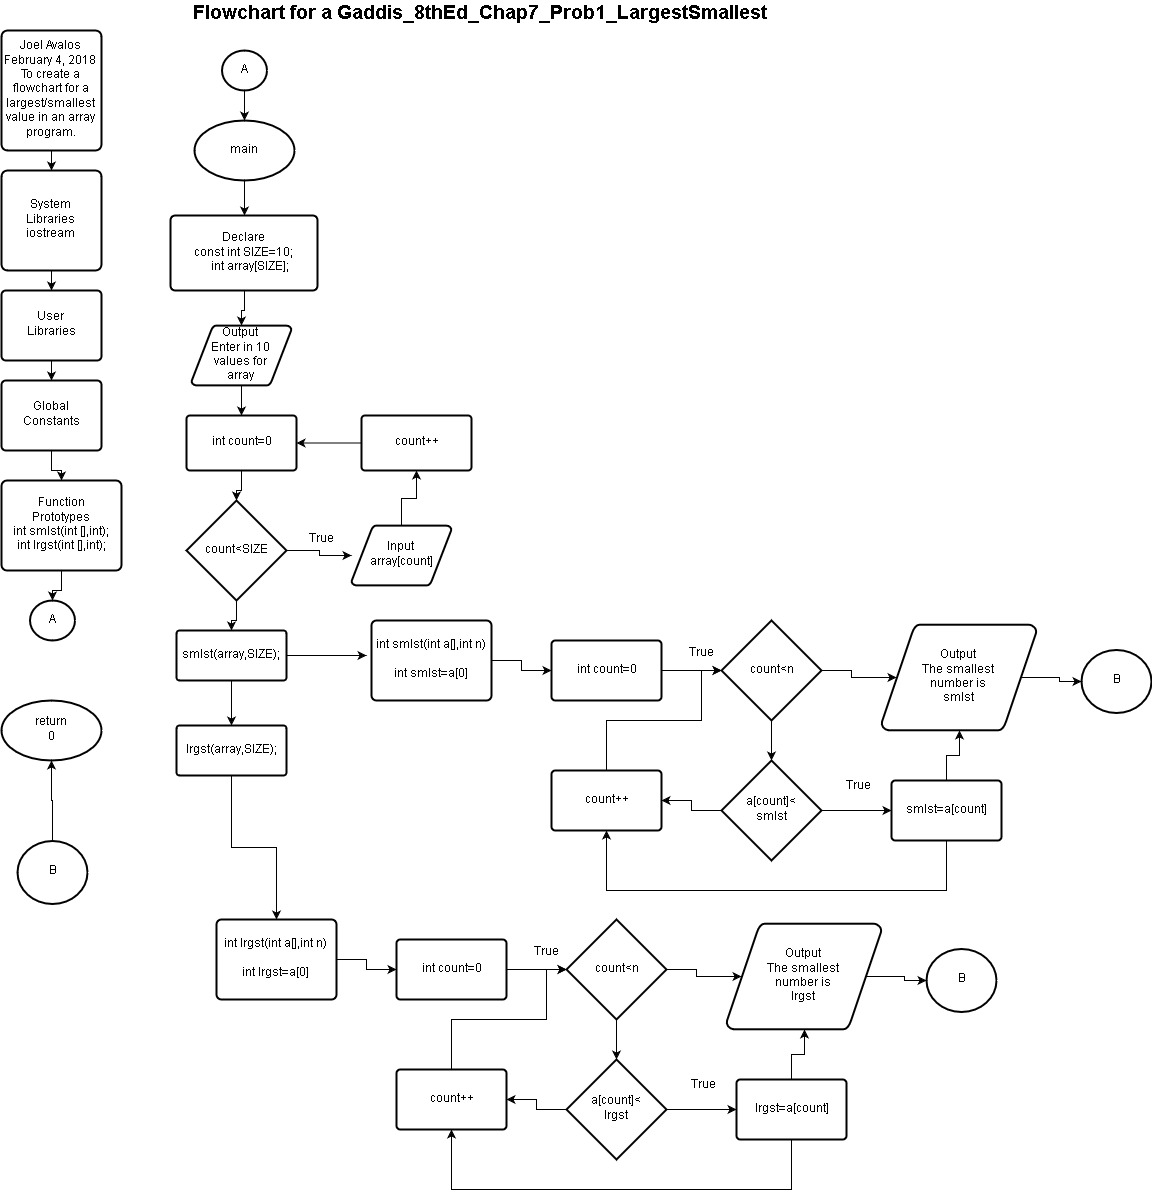 Flowchart for a Gaddis_8thEd_Chap7_Prob1_LargestSmallest
Joel Avalos
February 4, 2018
To create a
flowchart for a
largest/smallest
value in an array
program.
System
Libraries
iostream
User
Libraries
Global
Constants
Function
Prototypes
int smlst(int [],int);
int lrgst(int [],int);
A
return
0
B
A
main
Declare
const int SIZE=10;
int array[SIZE];
Output
Enter in 10
values for
array
int count=0
count++
count<SIZE
True
Input
array[count]
smlst(array,SIZE);
lrgst(array,SIZE);
int smlst(int a[],int n)
int smlst=a[0]
int count=0
True
count<n
Output
The smallest
number is
smlst
B
count++
a[count]<
smlst
True
smlst=a[count]
int lrgst(int a[],int n)
int lrgst=a[0]
int count=0
True
count<n
Output
The smallest
number is
lrgst
B
count++
a[count]<
lrgst
True
lrgst=a[count]